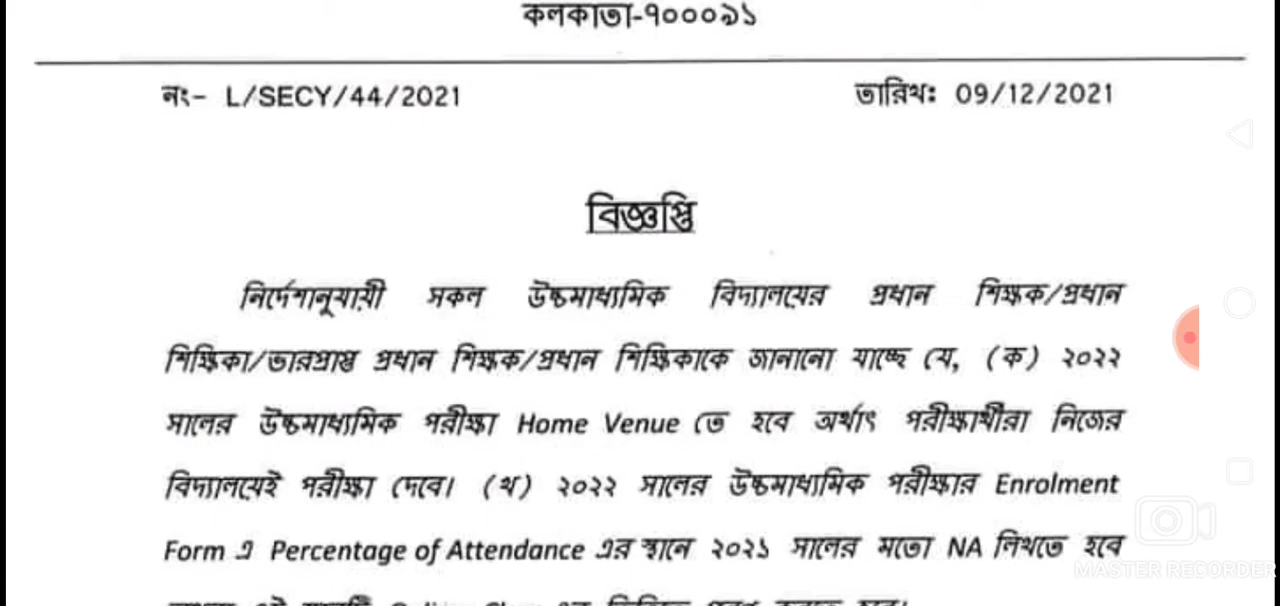 কলকাতা-৭০০০৯১
নং- L/SECY/44/2021 তারিখঃ 09/12/2021
বিজ্ঞপ্তি
নির্দেশানুযায়ী সকল উচ্চমাধ্যমিক বিদ্যালয়ের প্রধান শিক্ষক/প্রধান
শিক্ষিকা/ভারপ্রাপ্ত প্রধান শিক্ষক/প্রধান শিক্ষিকাকে জানানো যাচ্ছে যে, (ক) ২০২২
সালের উচ্চমাধ্যমিক পরীক্ষা Home Venue তে হবে অর্থাৎ পরীক্ষার্থীরা নিজের
বিদ্যালয়েই পরীক্ষা দেবে। (খ) ২০২২ সালের উচ্চমাধ্যমিক পরীক্ষার Enrolment
Form এ Percentage of Attendance এর স্থানে ২০২১ সালের মতো NA লিখতে হবে
MASTER RECORDER